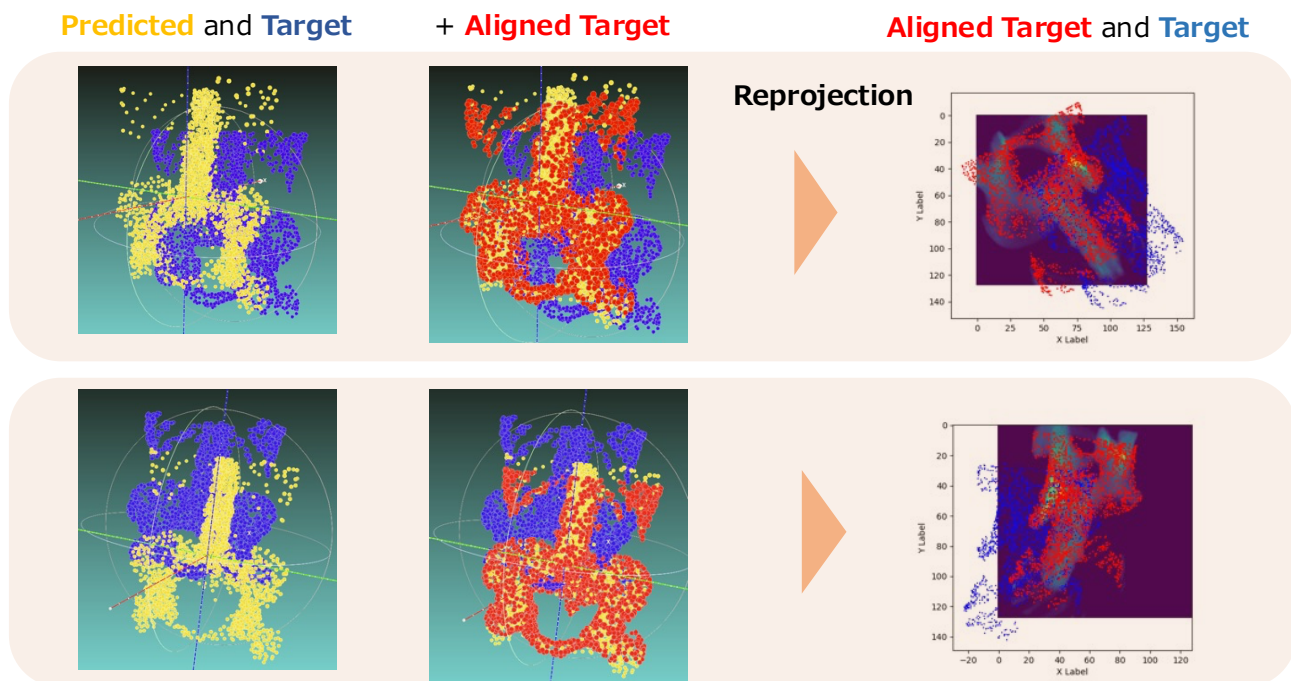 Predicted and Target
+ Aligned Target
Aligned Target and Target
Reprojection
0
20
40
60
80
100
120
140
Y Label
0 25 50 75 100 125 150
X Label
0
20
40
60
80
100
120
140
Y Label
−20 0 20 40 60 80 100 120
X Label